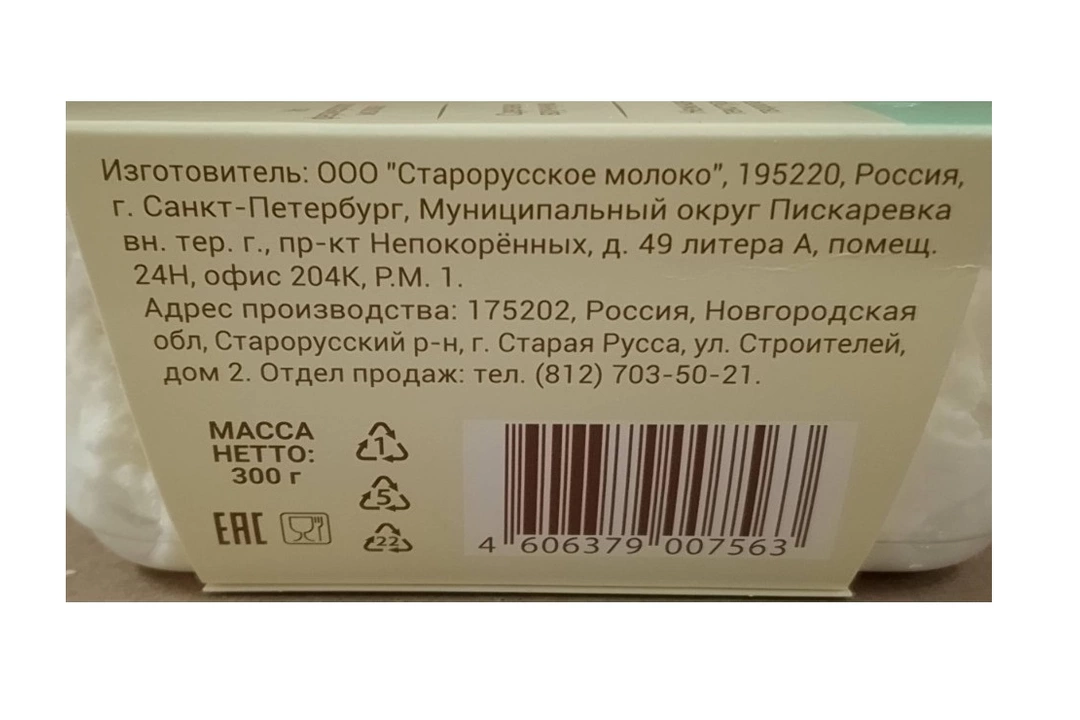 Изготовитель: ООО "Старорусское молоко", 195220, Россия,
г. Санкт-Петербург, Муниципальный округ Пискаревка
вн. тер. г., пр-кт Непокорённых, д. 49 литера А, помещ.
24Н, офис 204К, Р.М. 1.
Адрес производства: 175202, Россия, Новгородская
обл, Старорусский р-н, г. Старая Русса, ул. Строителей,
дом 2. Отдел продаж: тел. (812) 703-50-21.
МАССА
НЕТТО:
300 г
1
5
EAC
22
4 606379 007563